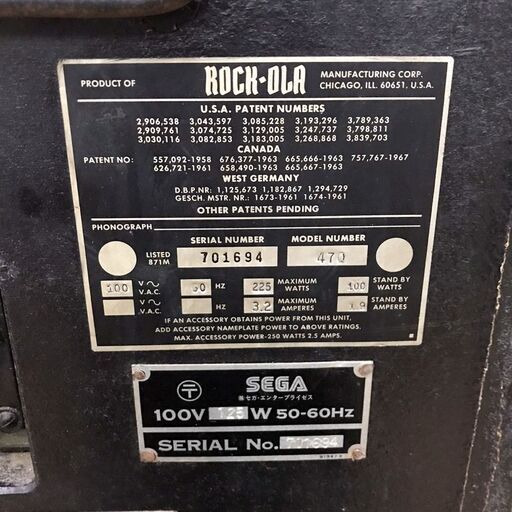 PRODUCT OF ROCK-OLA MANUFACTURING CORP.
CHICAGO, ILL. 60651, U.S.A.
U.S.A. PATENT NUMBERS
2,906,538 3,043,597 3,085,228 3,193,296 3,789,363
2,909,761 3,074,725 3,129,005 3,247,737 3,798,811
3,030,116 3,082,853 3,183,005 3,268,868 3,839,703
CANADA
PATENT NO: 557,092-1958 676,377-1963 665,666-1963 757,767-1967
626,721-1961 658,490-1963 665,667-1963
WEST GERMANY
D.B.P.NR: 1,125,673 1,182,867 1,294,729
GESCH. MSTR. NR.: 1673-1961 1674-1961
OTHER PATENTS PENDING
PHONOGRAPH
SERIAL NUMBER MODEL NUMBER
LISTED 871M 701694 470
100 V.A.C. HZ 225 MAXIMUM WATTS 100 STAND BY WATTS
V.A.C. HZ 3.2 MAXIMUM AMPERES STAND BY AMPERES
IF AN ACCESSORY OBTAINS POWER FROM THIS UNIT,
ADD ACCESSORY NAMEPLATE POWER TO ABOVE RATINGS.
MAX. ACCESSORY POWER-250 WATTS 2.5 AMPS.
〒 SEGA
㈱セガ・エンタープライゼス
100V 125 W 50-60Hz
SERIAL No. 701694